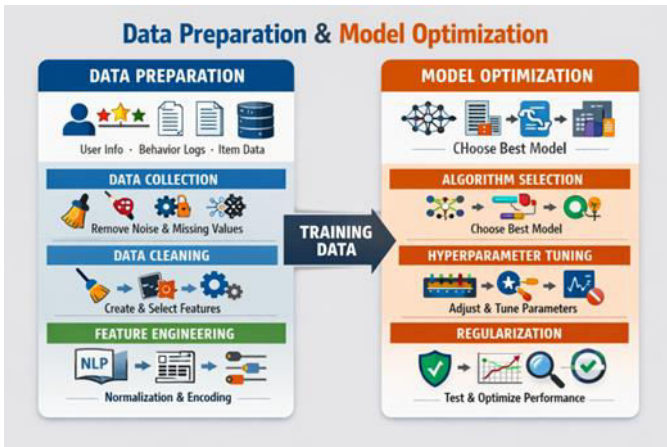 Data Preparation & Model Optimization
DATA PREPARATION
User Info · Behavior Logs · Item Data
DATA COLLECTION
Remove Noise & Missing Values
DATA CLEANING
Create & Select Features
FEATURE ENGINEERING
NLP
Normalization & Encoding
TRAINING
DATA
MODEL OPTIMIZATION
CHoose Best Model
ALGORITHM SELECTION
Choose Best Model
HYPERPARAMETER TUNING
Adjust & Tune Parameters
REGULARIZATION
Test & Optimize Performance